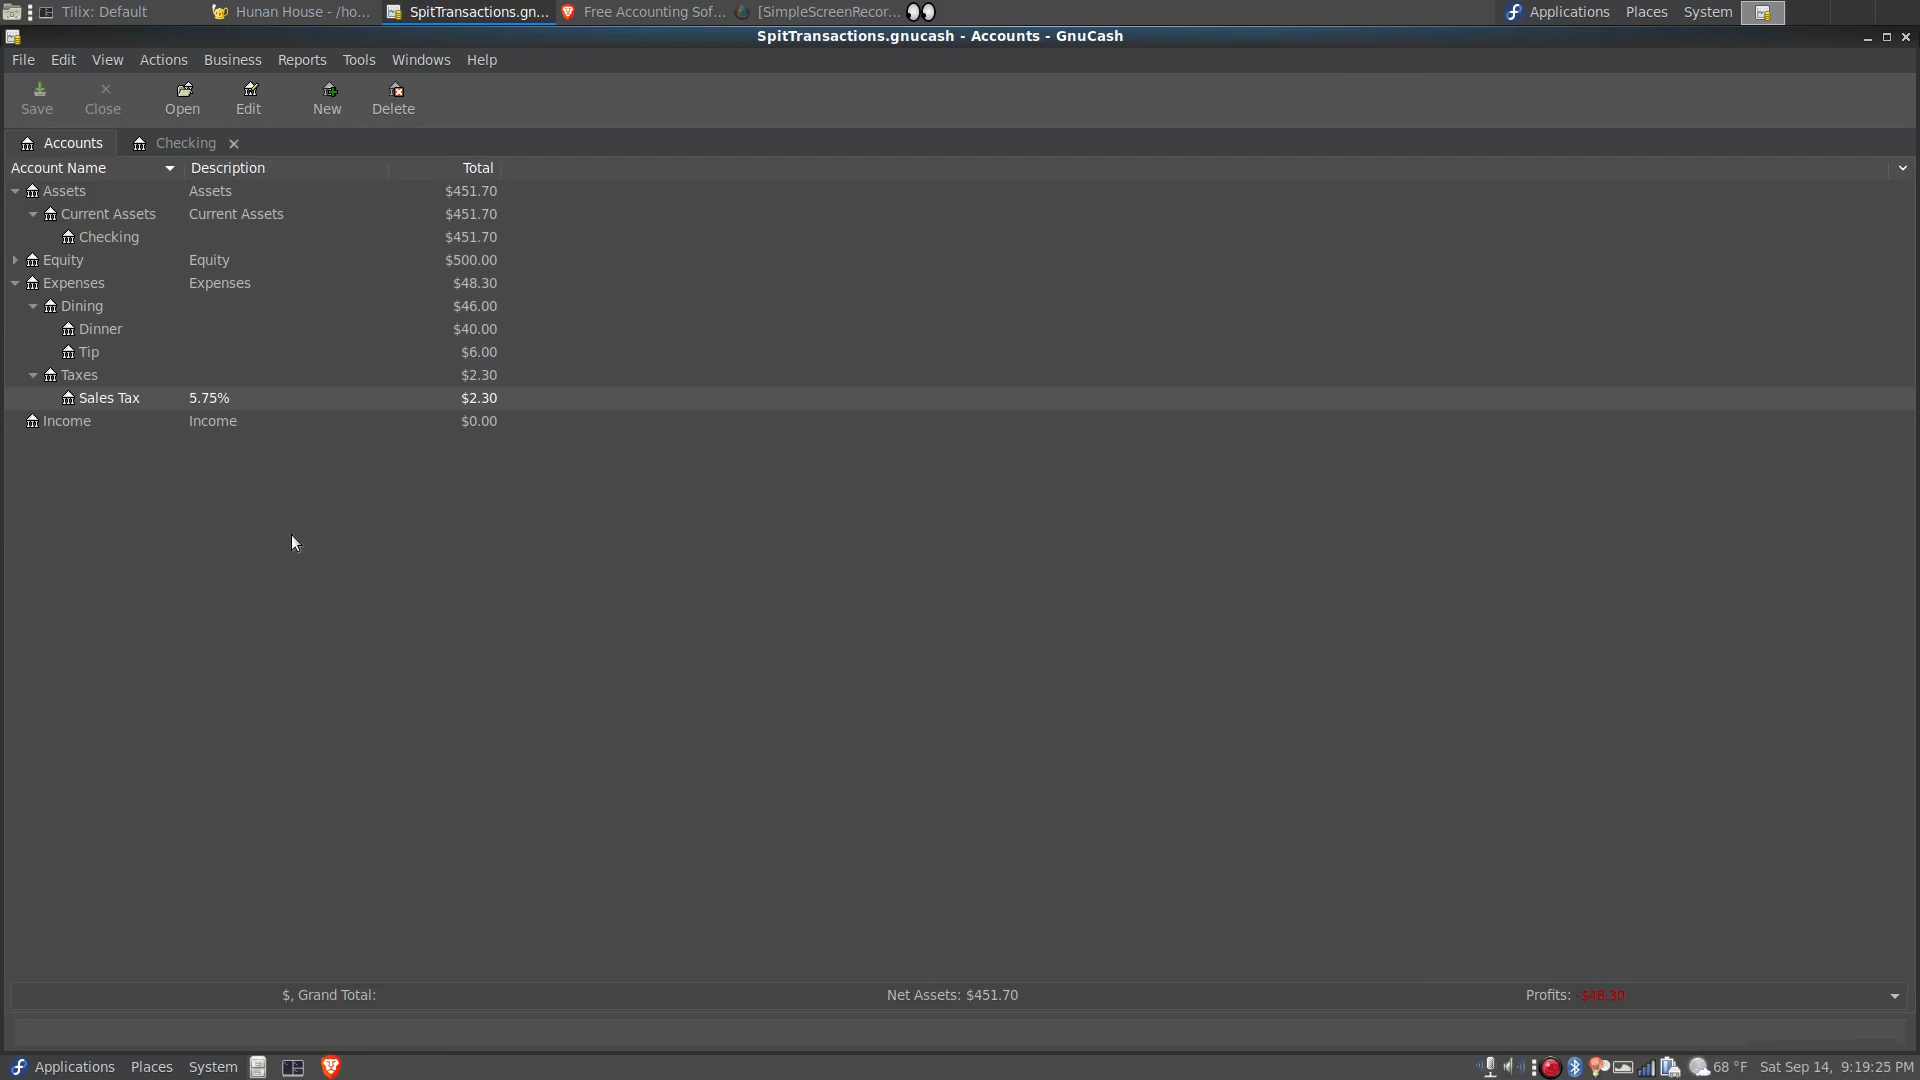 Tilix: Default Hunan House - /ho... SpitTransactions.gn... Free Accounting Sof... [SimpleScreenRecor... Applications Places System
SpitTransactions.gnucash - Accounts - GnuCash
File Edit View Actions Business Reports Tools Windows Help
Save Close Open Edit New Delete
Accounts Checking
Account Name Description Total
Assets Assets $451.70
Current Assets Current Assets $451.70
Checking $451.70
Equity Equity $500.00
Expenses Expenses $48.30
Dining $46.00
Dinner $40.00
Tip $6.00
Taxes $2.30
Sales Tax 5.75% $2.30
Income Income $0.00
$, Grand Total: Net Assets: $451.70 Profits: -$48.30
Applications Places System 68 °F Sat Sep 14, 9:19:25 PM